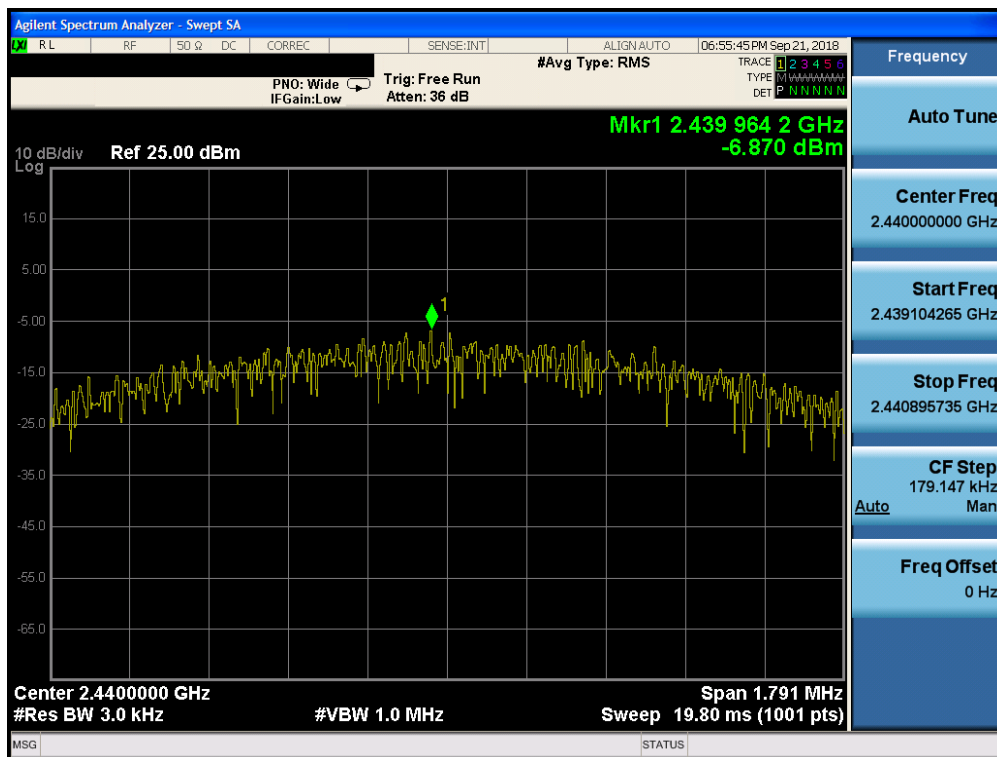 Agilent Spectrum Analyzer - Swept SA
LXI RL RF 50 Ω DC CORREC SENSE:INT ALIGN AUTO 06:55:45 PM Sep 21, 2018
#Avg Type: RMS TRACE 1 2 3 4 5 6
PNO: Wide Trig: Free Run TYPE M WWWWW
IFGain:Low Atten: 36 dB DET P N N N N N
Mkr1 2.439 964 2 GHz
-6.870 dBm
10 dB/div Ref 25.00 dBm
Log
15.0
5.00
1
-5.00
-15.0
-25.0
-35.0
-45.0
-55.0
-65.0
Center 2.4400000 GHz Span 1.791 MHz
#Res BW 3.0 kHz #VBW 1.0 MHz Sweep 19.80 ms (1001 pts)
MSG STATUS
Frequency
Auto Tune
Center Freq
2.440000000 GHz
Start Freq
2.439104265 GHz
Stop Freq
2.440895735 GHz
CF Step
179.147 kHz
Auto Man
Freq Offset
0 Hz